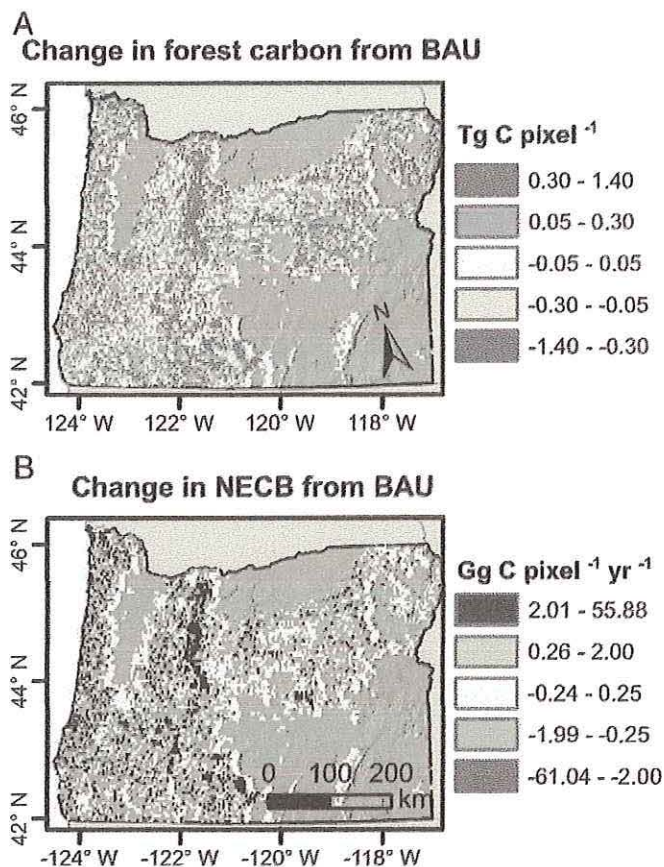 A
Change in forest carbon from BAU
46° N
44° N
42° N
124° W
122° W
120° W
118° W
N
Tg C pixel -1
0.30 - 1.40
0.05 - 0.30
-0.05 - 0.05
-0.30 - -0.05
-1.40 - -0.30
B
Change in NECB from BAU
46° N
44° N
42° N
-124° W
-122° W
-120° W
-118° W
0 100 200
km
Gg C pixel -1 yr -1
2.01 - 55.88
0.26 - 2.00
-0.24 - 0.25
-1.99 - -0.25
-61.04 - -2.00